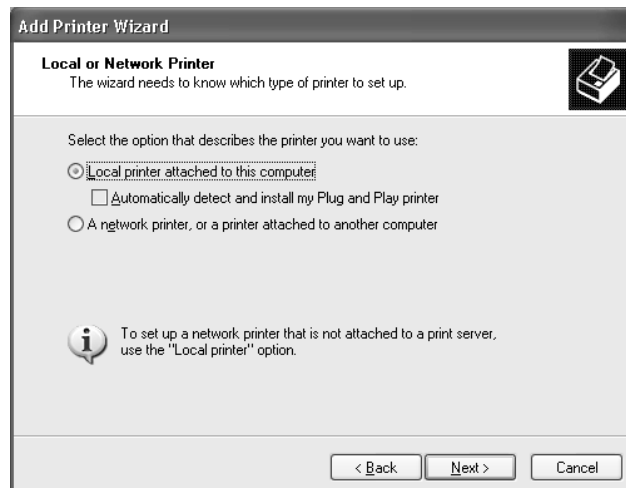 Add Printer Wizard
Local or Network Printer
The wizard needs to know which type of printer to set up.
Select the option that describes the printer you want to use:
Local printer attached to this computer
Automatically detect and install my Plug and Play printer
A network printer, or a printer attached to another computer
To set up a network printer that is not attached to a print server,
use the "Local printer" option.
< Back
Next >
Cancel